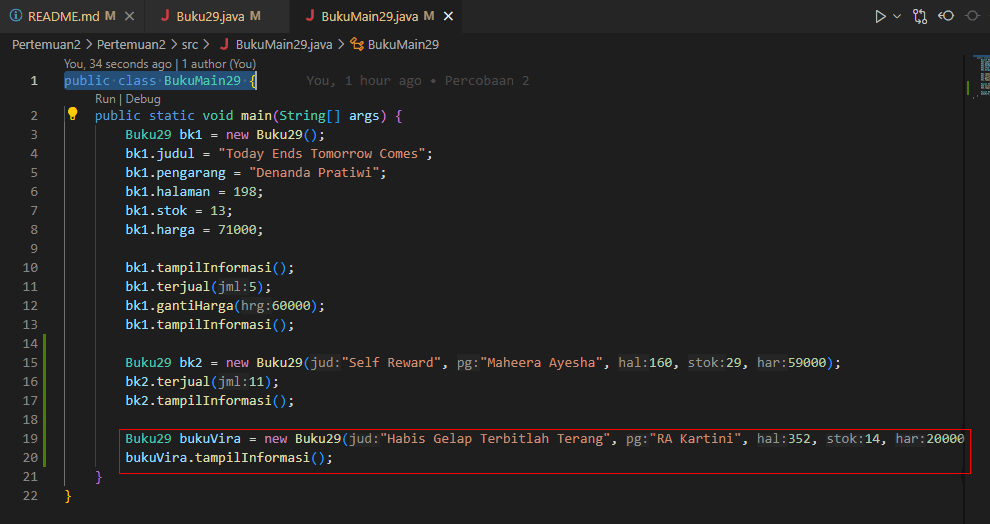 README.md M
Buku29.java M
BukuMain29.java M
Pertemuan2 > Pertemuan2 > src > BukuMain29.java > BukuMain29
You, 34 seconds ago | 1 author (You)
1 public class BukuMain29 { You, 1 hour ago • Percobaan 2
Run | Debug
2 public static void main(String[] args) {
3 Buku29 bk1 = new Buku29();
4 bk1.judul = "Today Ends Tomorrow Comes";
5 bk1.pengarang = "Denanda Pratiwi";
6 bk1.halaman = 198;
7 bk1.stok = 13;
8 bk1.harga = 71000;
9
10 bk1.tampilInformasi();
11 bk1.terjual(jml:5);
12 bk1.gantiHarga(hrg:60000);
13 bk1.tampilInformasi();
14
15 Buku29 bk2 = new Buku29(jud:"Self Reward", pg:"Maheera Ayesha", hal:160, stok:29, har:59000);
16 bk2.terjual(jml:11);
17 bk2.tampilInformasi();
18
19 Buku29 bukuVira = new Buku29(jud:"Habis Gelap Terbitlah Terang", pg:"RA Kartini", hal:352, stok:14, har:20000
20 bukuVira.tampilInformasi();
21 }
22 }